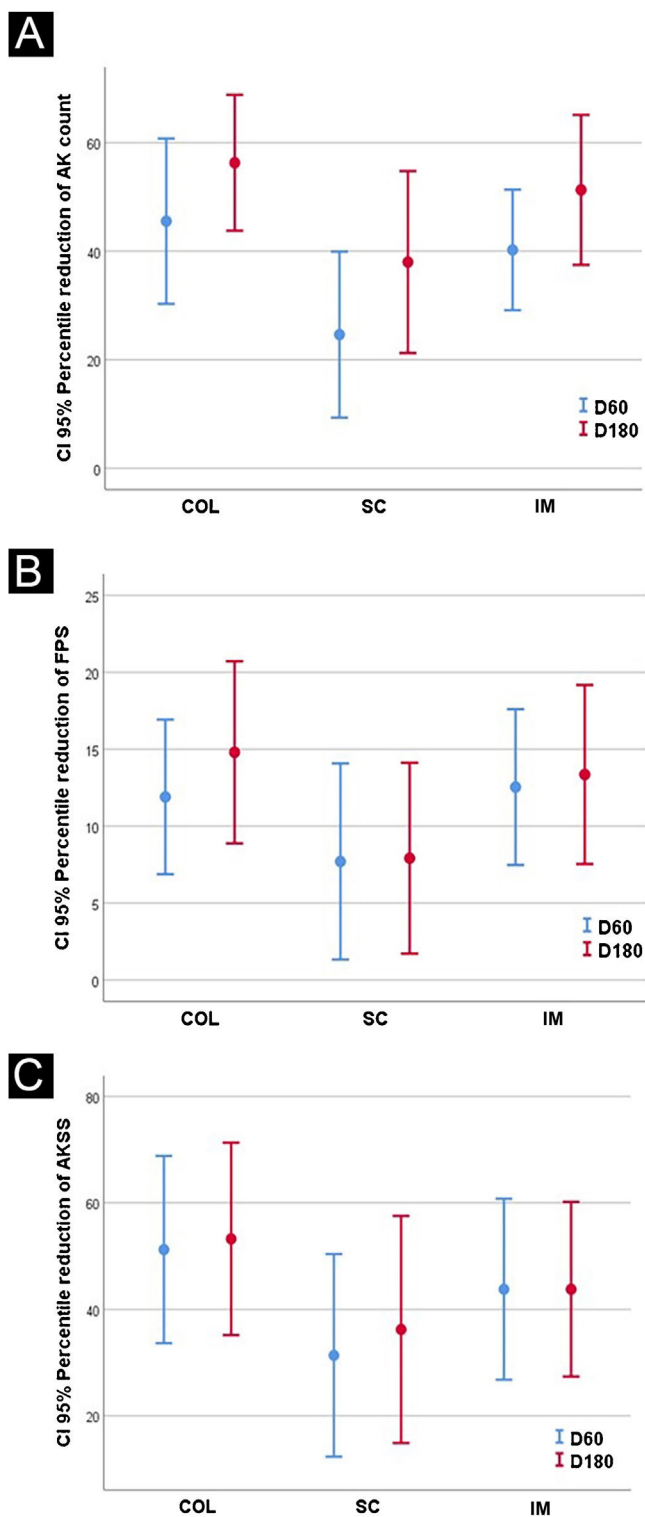 A
CI 95% Percentile reduction of AK count
60
40
20
0
D60
D180
COL SC IM
B
CI 95% Percentile reduction of FPS
25
20
15
10
5
0
D60
D180
COL SC IM
C
CI 95% Percentile reduction of AKSS
80
60
40
20
D60
D180
COL SC IM